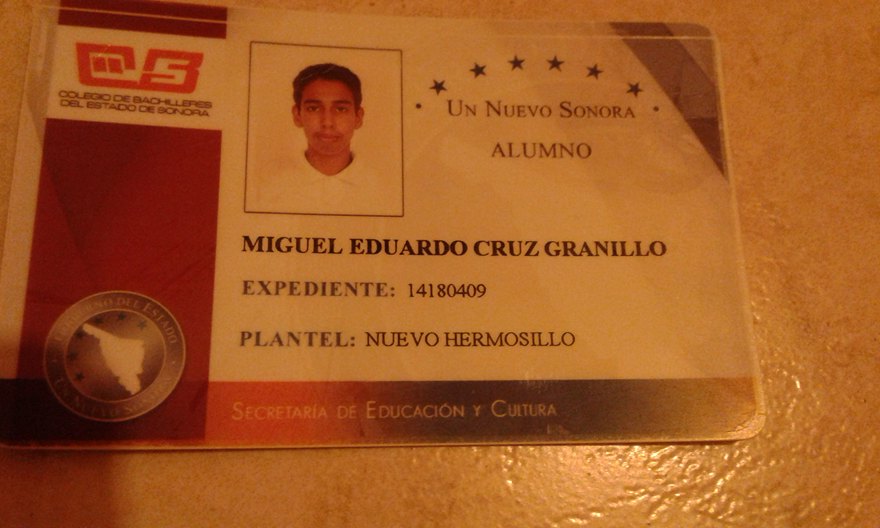 COLEGIO DE BACHILLERES
DEL ESTADO DE SONORA
UN NUEVO SONORA
ALUMNO
MIGUEL EDUARDO CRUZ GRANILLO
EXPEDIENTE: 14180409
PLANTEL: NUEVO HERMOSILLO
GOBIERNO DEL ESTADO
UN NUEVO
SECRETARÍA DE EDUCACIÓN Y CULTURA